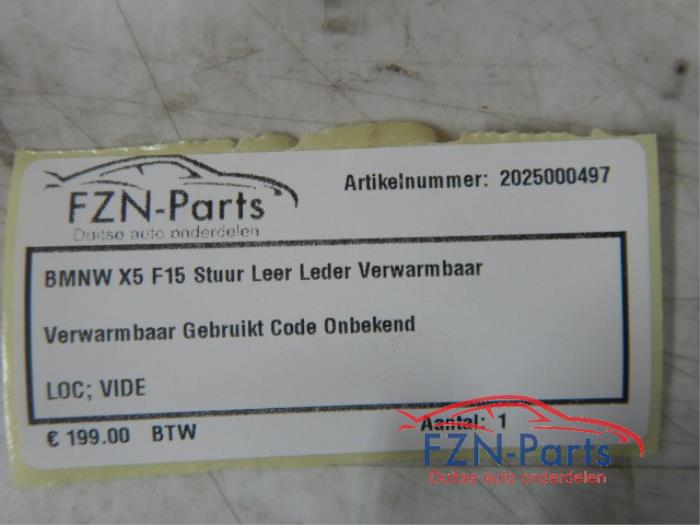 FZN-Parts
Duitse auto onderdelen
Artikelnummer: 2025000497
BMNW X5 F15 Stuur Leer Leder Verwarmbaar
Verwarmbaar Gebruikt Code Onbekend
LOC; VIDE
€ 199.00 BTW
Aantal: 1
FZN-Parts
Duitse auto onderdelen